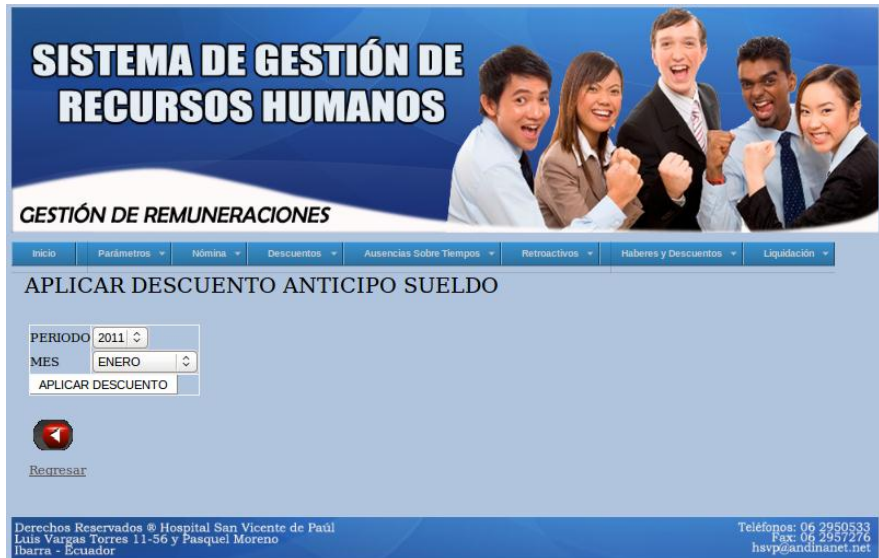 SISTEMA DE GESTIÓN DE
RECURSOS HUMANOS
GESTIÓN DE REMUNERACIONES
Inicio Parámetros Nómina Descuentos Ausencias Sobre Tiempos Retroactivos Haberes y Descuentos Liquidación
APLICAR DESCUENTO ANTICIPO SUELDO
PERIODO 2011
MES ENERO
APLICAR DESCUENTO
Regresar
Derechos Reservados ® Hospital San Vicente de Paúl
Luis Vargas Torres 11-56 y Pasquel Moreno
Ibarra - Ecuador
Teléfonos: 06 2950533
Fax: 06 2957276
hsvp@andinanet.net